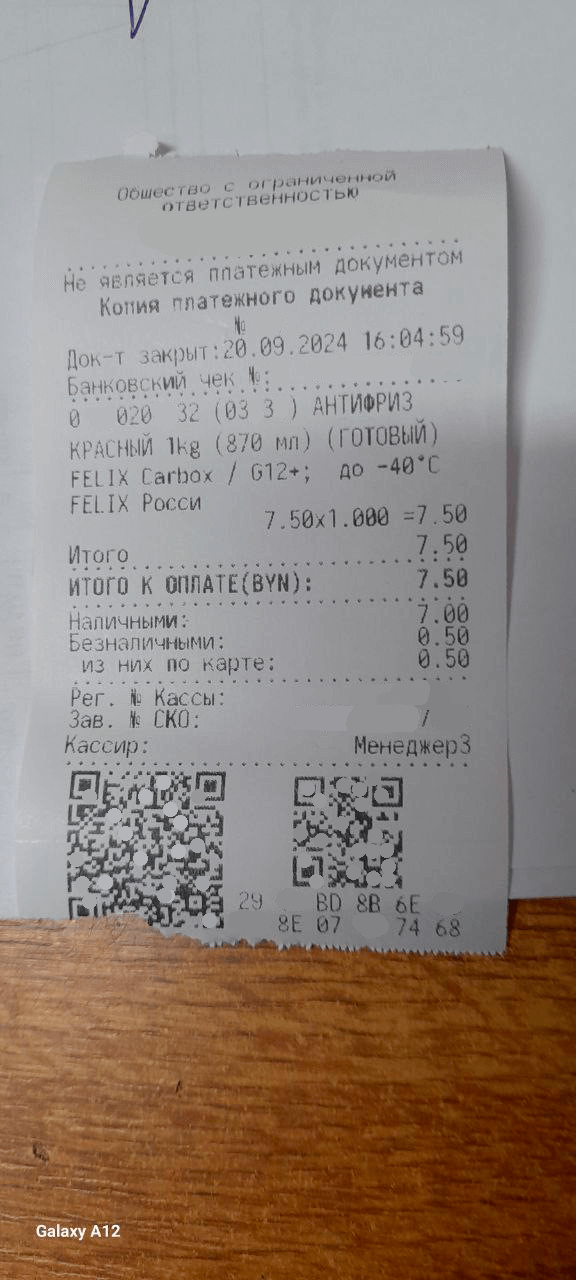 Общество с ограниченной
ответственностью
Не является платежным документом
Копия платежного документа
№
Док-т закрыт:20.09.2024 16:04:59
Банковский чек №:
0 020 32 (03 3 ) АНТИФРИЗ
КРАСНЫЙ 1kg (870 мл) (ГОТОВЫЙ)
FELIX Carbox / G12+; до -40°C
FELIX Росси
7.50x1.000 =7.50
Итого 7.50
ИТОГО К ОПЛАТЕ(BYN): 7.50
Наличными: 7.00
Безналичными: 0.50
из них по карте: 0.50
Рег. № Кассы:
Зав. № СКО: /
Кассир: Менеджер3
29 BD 8B 6E
8E 07 74 68
Galaxy A12